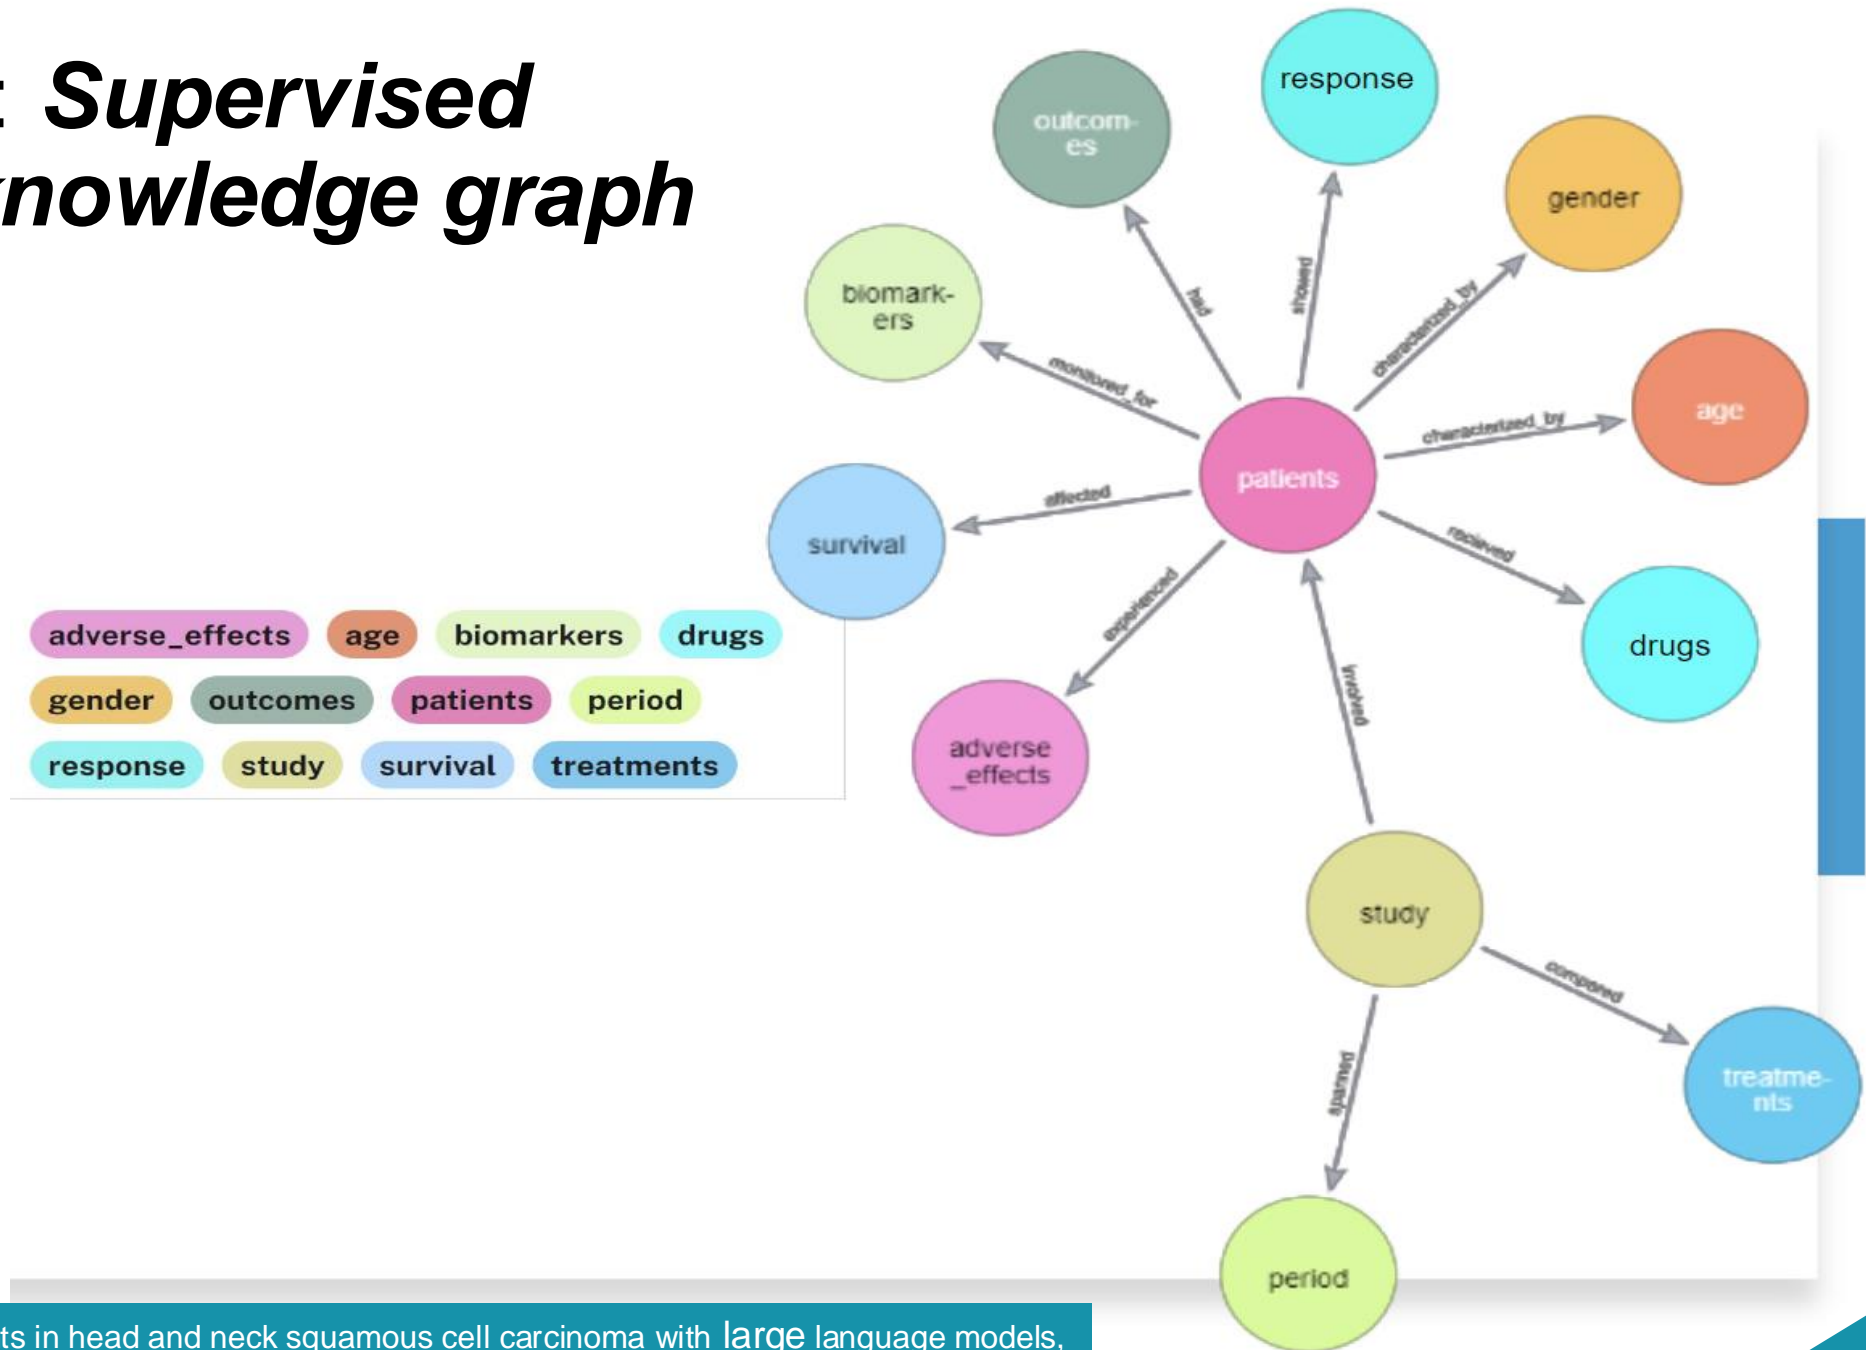 : Supervised
knowledge graph
response
outcom-
es
gender
biomark-
ers
had
showed
characterized_by
monitored_for
age
characterized_by
patients
affected
survival
recieved
experienced
drugs
involved
adverse_effects age biomarkers drugs
gender outcomes patients period
response study survival treatments
adverse
_effects
study
compared
spanned
treatme-
nts
period
ts in head and neck squamous cell carcinoma with large language models,